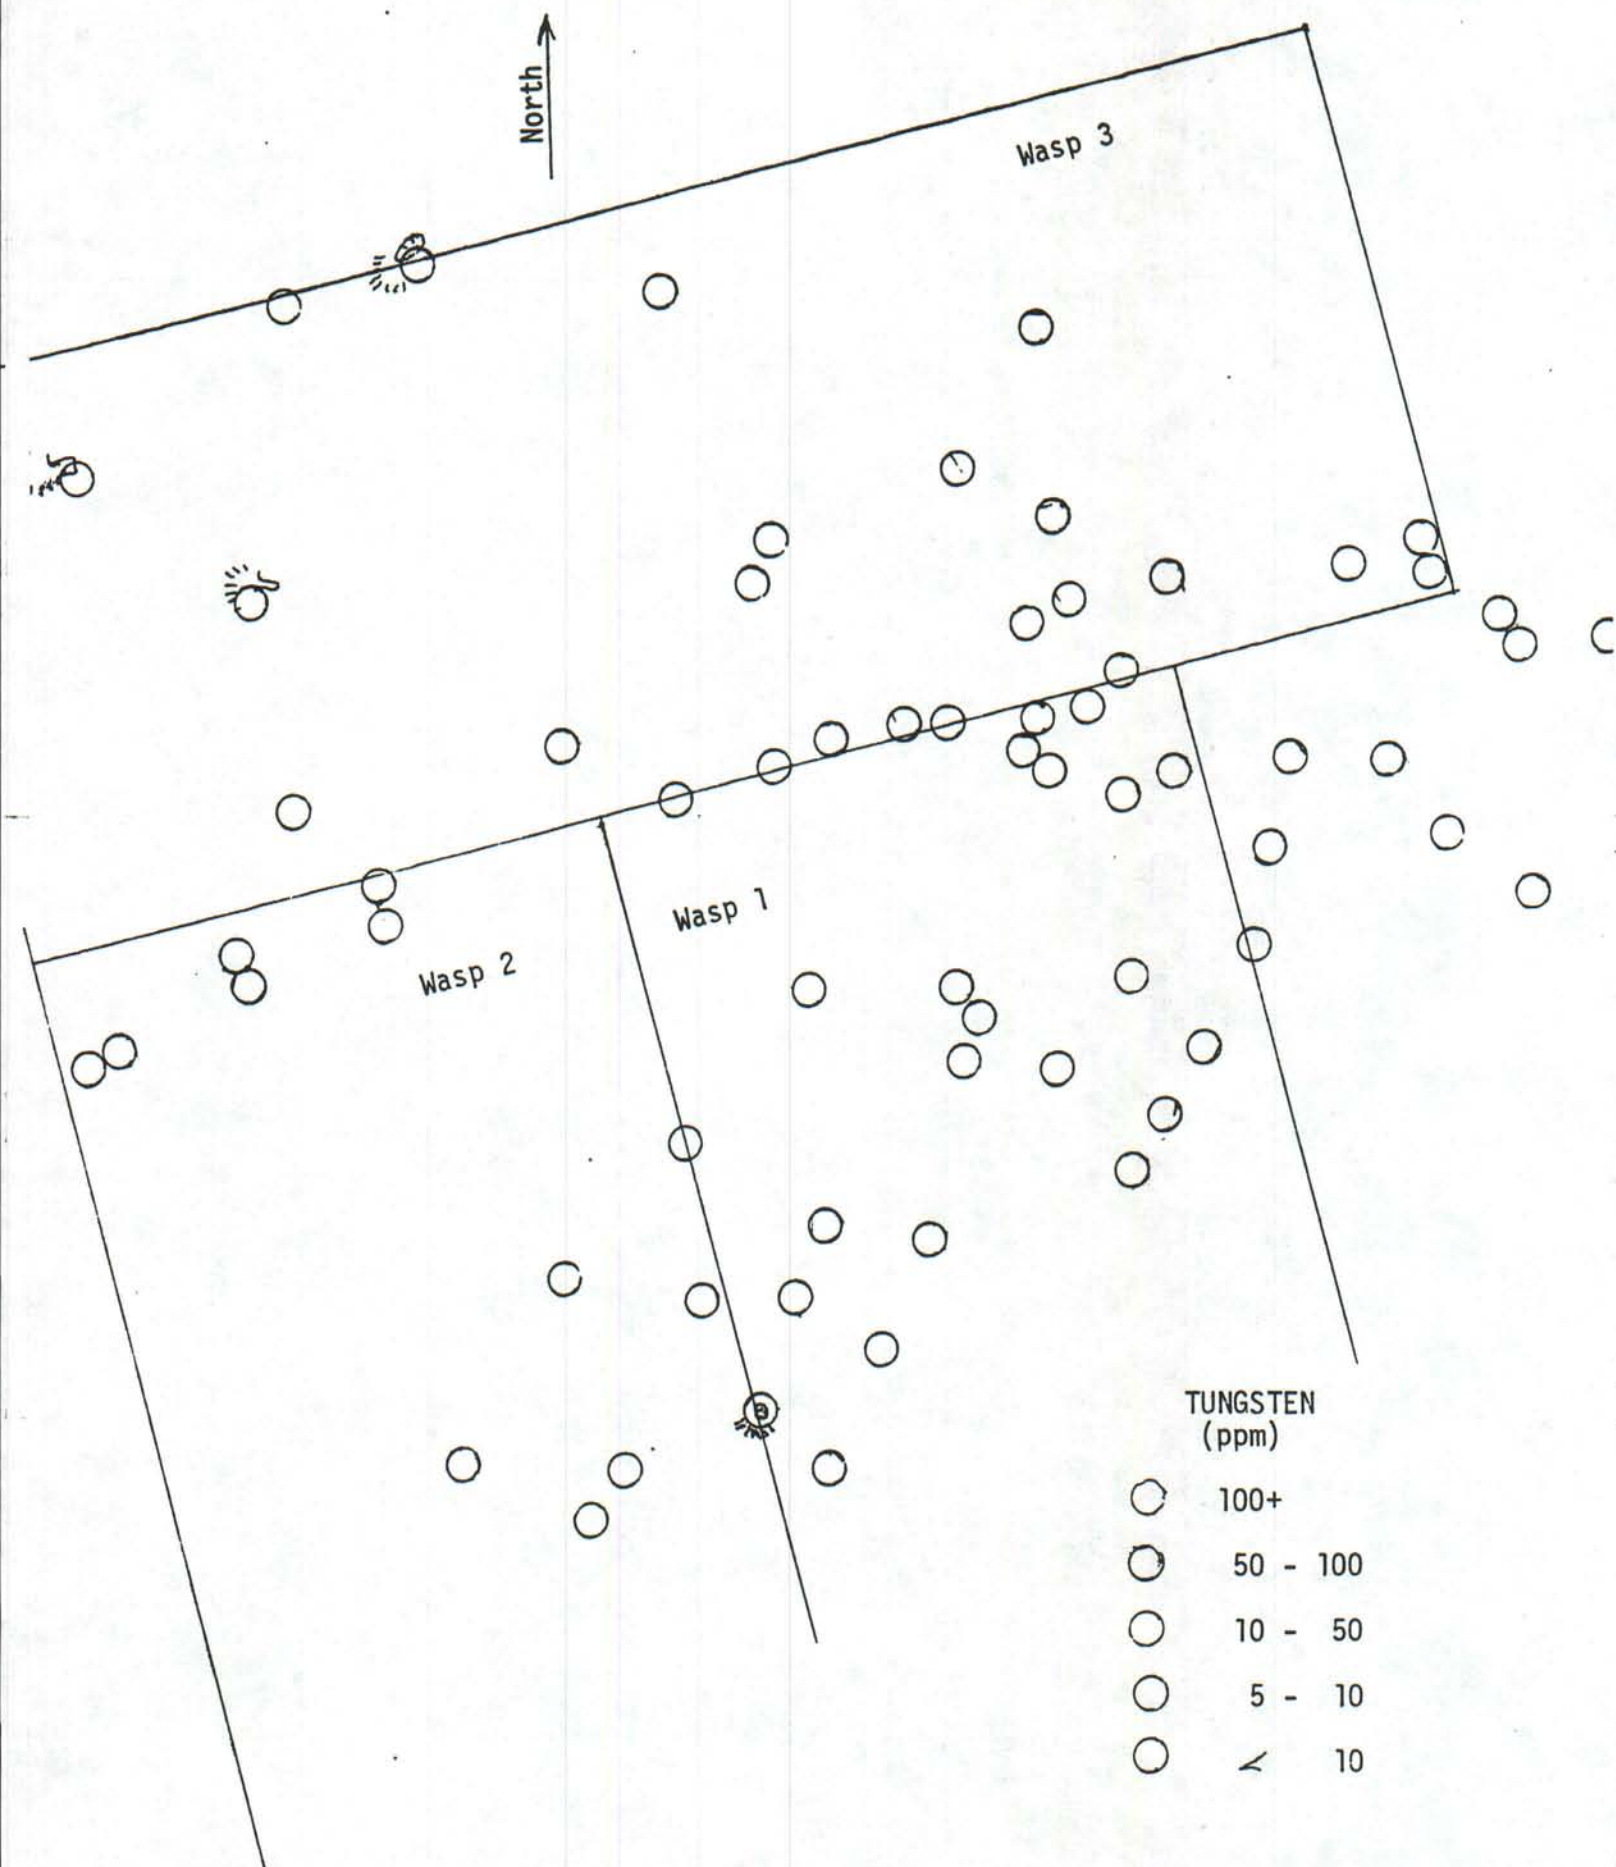 North
Wasp 3
Wasp 1
Wasp 2
TUNGSTEN
(ppm)
100+
50 - 100
10 - 50
5 - 10
< 10